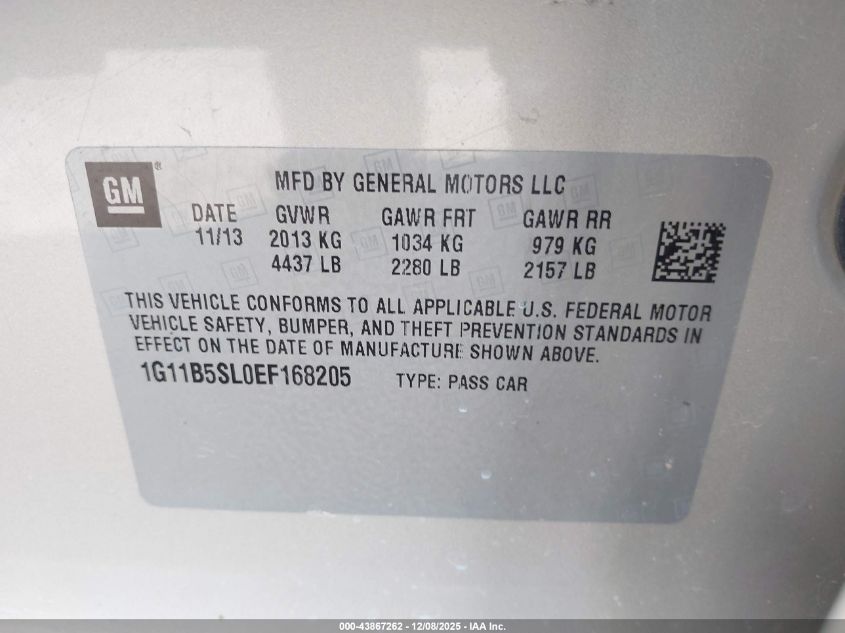 GM®
MFD BY GENERAL MOTORS LLC
DATE GVWR GAWR FRT GAWR RR
11/13 2013 KG 1034 KG 979 KG
4437 LB 2280 LB 2157 LB
THIS VEHICLE CONFORMS TO ALL APPLICABLE U.S. FEDERAL MOTOR
VEHICLE SAFETY, BUMPER, AND THEFT PREVENTION STANDARDS IN
EFFECT ON THE DATE OF MANUFACTURE SHOWN ABOVE.
1G11B5SL0EF168205 TYPE: PASS CAR
000-43867262 - 12/08/2025 - IAA Inc.